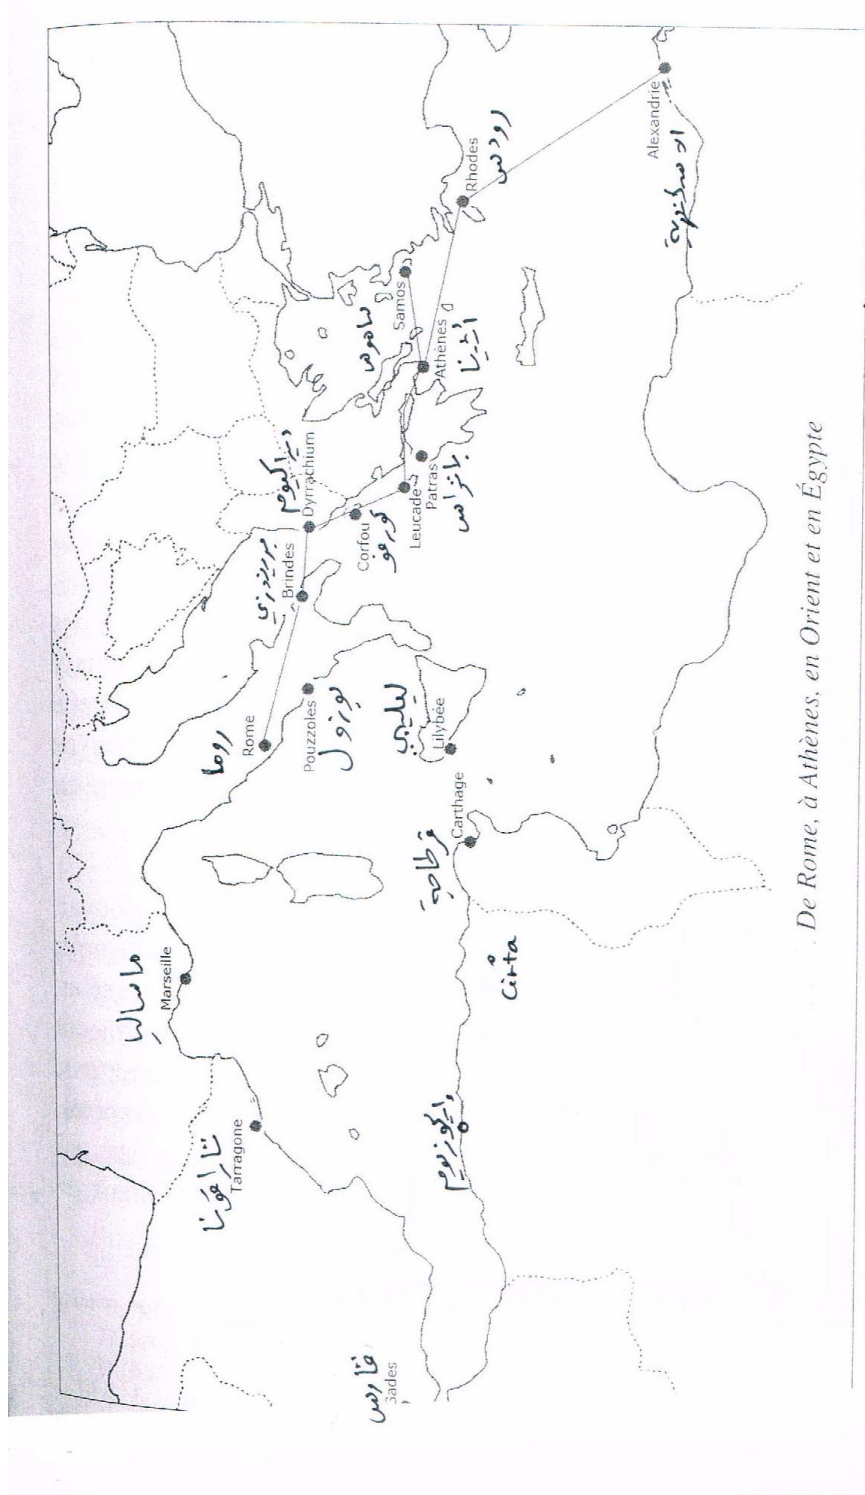 Alexandrie
Rhodes
رودس
Samos
ساموس
Athènes
أثينا
Dyrrachium
ديراكيوم
Corfou
كورفو
Leucade
Patras
باتراس
Brindes
برينديزي
Rome
روما
Pouzzoles
بوزول
Lilybée
ليليبي
Carthage
قرطاجة
Cirta
Marseille
ماساليا
Tarragone
تاراغونا
إيكوزيوم
Gades
قادس
De Rome, à Athènes, en Orient et en Égypte